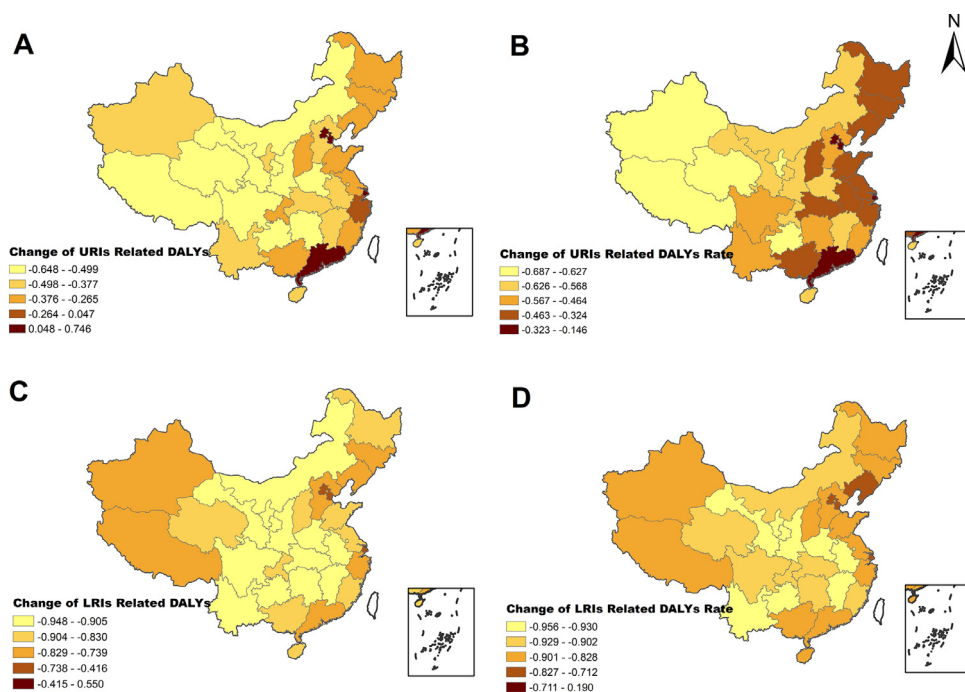 A
B
N
Change of URIs Related DALYs
-0.648 - -0.499
-0.498 - -0.377
-0.376 - -0.265
-0.264 - 0.047
0.048 - 0.746
Change of URIs Related DALYs Rate
-0.687 - -0.627
-0.626 - -0.568
-0.567 - -0.464
-0.463 - -0.324
-0.323 - -0.146
C
D
Change of LRIs Related DALYs
-0.948 - -0.905
-0.904 - -0.830
-0.829 - -0.739
-0.738 - -0.416
-0.415 - 0.550
Change of LRIs Related DALYs Rate
-0.956 - -0.930
-0.929 - -0.902
-0.901 - -0.828
-0.827 - -0.712
-0.711 - 0.190